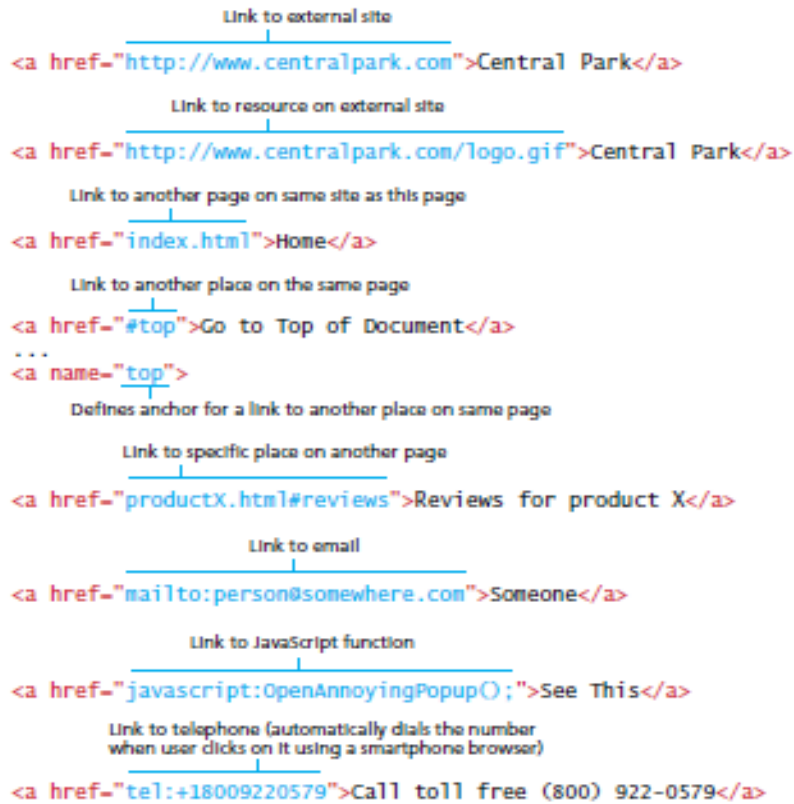 Link to external site
<a href="http://www.centralpark.com">Central Park</a>
Link to resource on external site
<a href="http://www.centralpark.com/logo.gif">Central Park</a>
Link to another page on same site as this page
<a href="index.html">Home</a>
Link to another place on the same page
<a href="#top">Go to Top of Document</a>
...
<a name="top">
Defines anchor for a link to another place on same page
Link to specific place on another page
<a href="productX.html#reviews">Reviews for product X</a>
Link to email
<a href="mailto:person@somewhere.com">Someone</a>
Link to JavaScript function
<a href="javascript:OpenAnnoyingPopup();">See This</a>
Link to telephone (automatically dials the number
when user clicks on it using a smartphone browser)
<a href="tel:+18009220579">Call toll free (800) 922-0579</a>